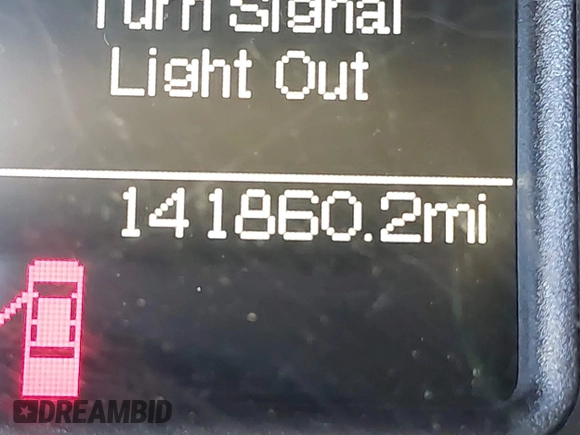 Turn Signal
Light Out
141860.2mi
DREAMBID